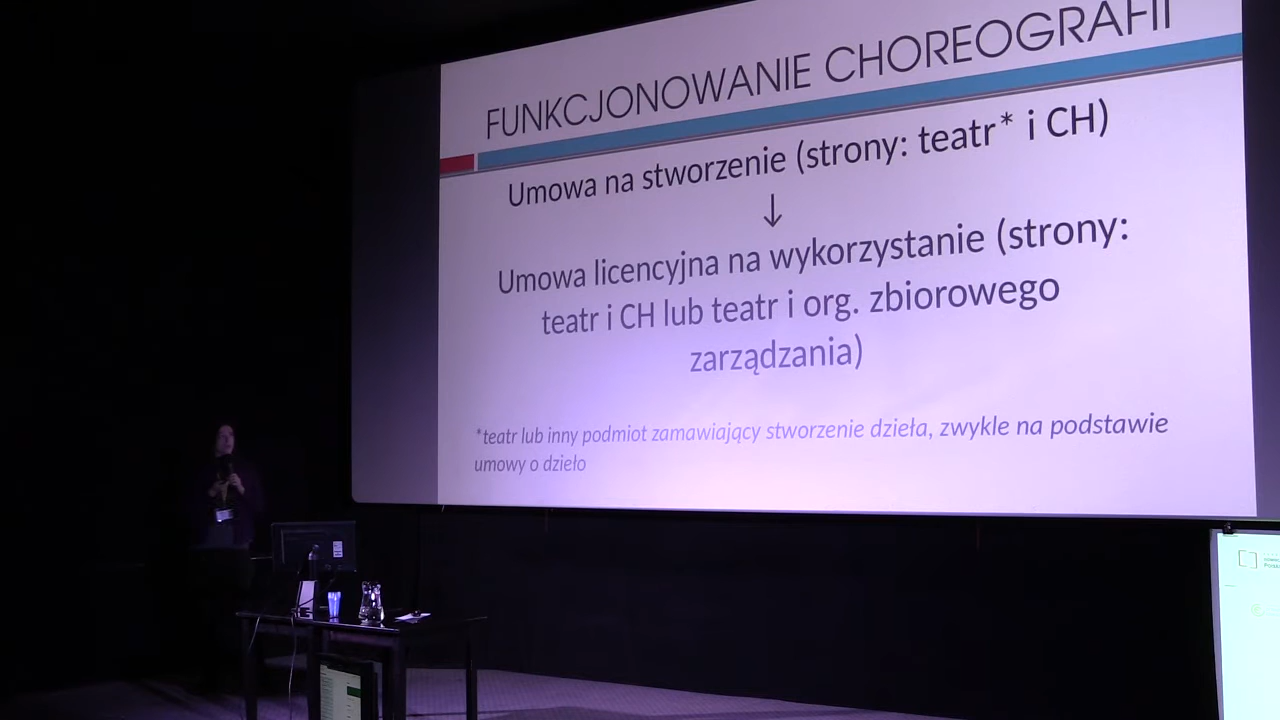 FUNKCJONOWANIE CHOREOGRAFII
Umowa na stworzenie (strony: teatr* i CH)
↓
Umowa licencyjna na wykorzystanie (strony:
teatr i CH lub teatr i org. zbiorowego
zarządzania)
*teatr lub inny podmiot zamawiający stworzenie dzieła, zwykle na podstawie
umowy o dzieło